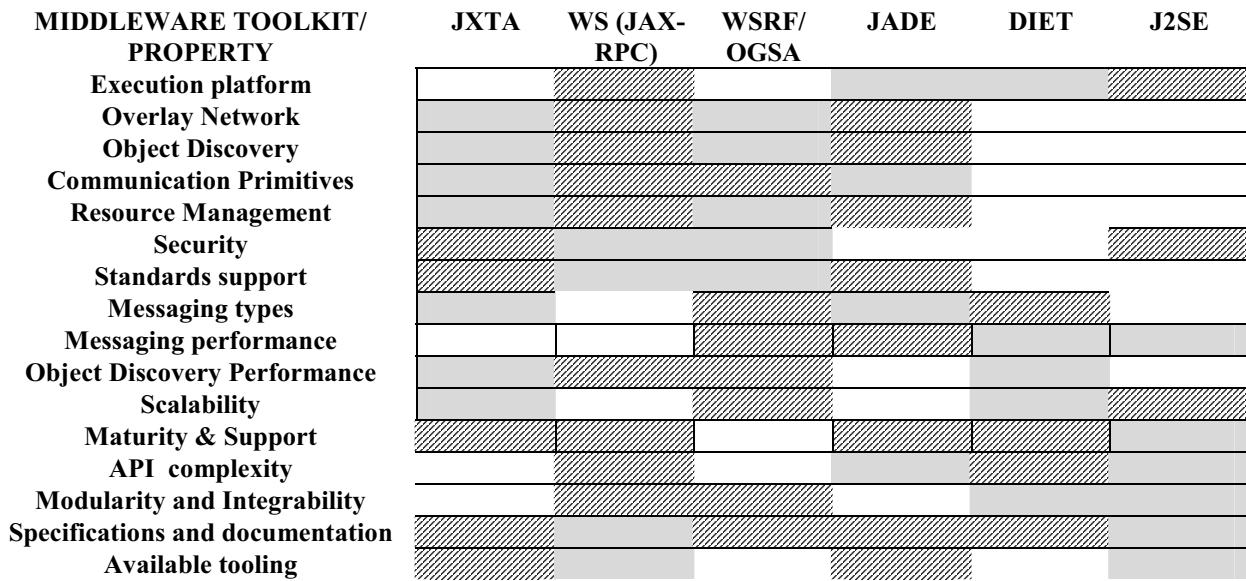 MIDDLEWARE TOOLKIT/ JXTA WS (JAX- WSRF/ JADE DIET J2SE
PROPERTY RPC) OGSA
Execution platform
Overlay Network
Object Discovery
Communication Primitives
Resource Management
Security
Standards support
Messaging types
Messaging performance
Object Discovery Performance
Scalability
Maturity & Support
API complexity
Modularity and Integrability
Specifications and documentation
Available tooling